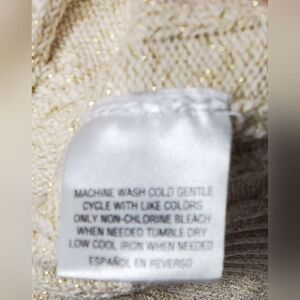 MACHINE WASH COLD GENTLE
CYCLE WITH LIKE COLORS
ONLY NON-CHLORINE BLEACH
WHEN NEEDED TUMBLE DRY
LOW COOL IRON WHEN NEEDED
ESPAÑOL EN REVERSO